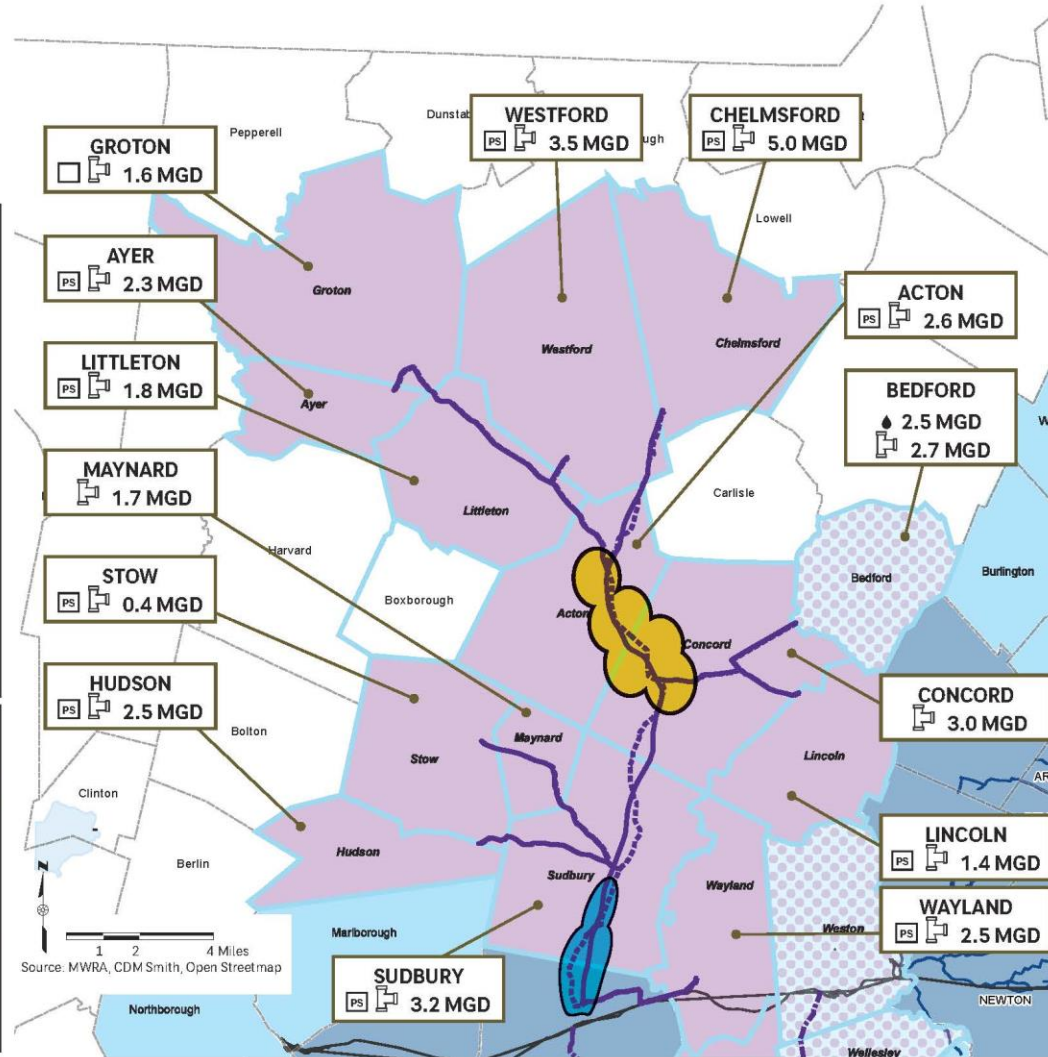 GROTON
1.6 MGD
Pepperell
Dunstab
WESTFORD
PS 3.5 MGD
ugh
CHELMSFORD
PS 5.0 MGD
Lowell
AYER
PS 2.3 MGD
Groton
Westford
Chelmsford
ACTON
PS 2.6 MGD
LITTLETON
PS 1.8 MGD
Ayer
BEDFORD
2.5 MGD
2.7 MGD
W
MAYNARD
1.7 MGD
Littleton
Carlisle
Harvard
Bedford
Burlington
STOW
PS 0.4 MGD
Boxborough
Acton
Concord
HUDSON
PS 2.5 MGD
CONCORD
3.0 MGD
Bolton
Maynard
Stow
Lincoln
AR
Clinton
LINCOLN
PS 1.4 MGD
Berlin
Hudson
Sudbury
Wayland
N
WAYLAND
PS 2.5 MGD
Marlborough
Weston
1 2 4 Miles
Source: MWRA, CDM Smith, Open Streetmap
SUDBURY
PS 3.2 MGD
NEWTON
Northborough
Wellesley